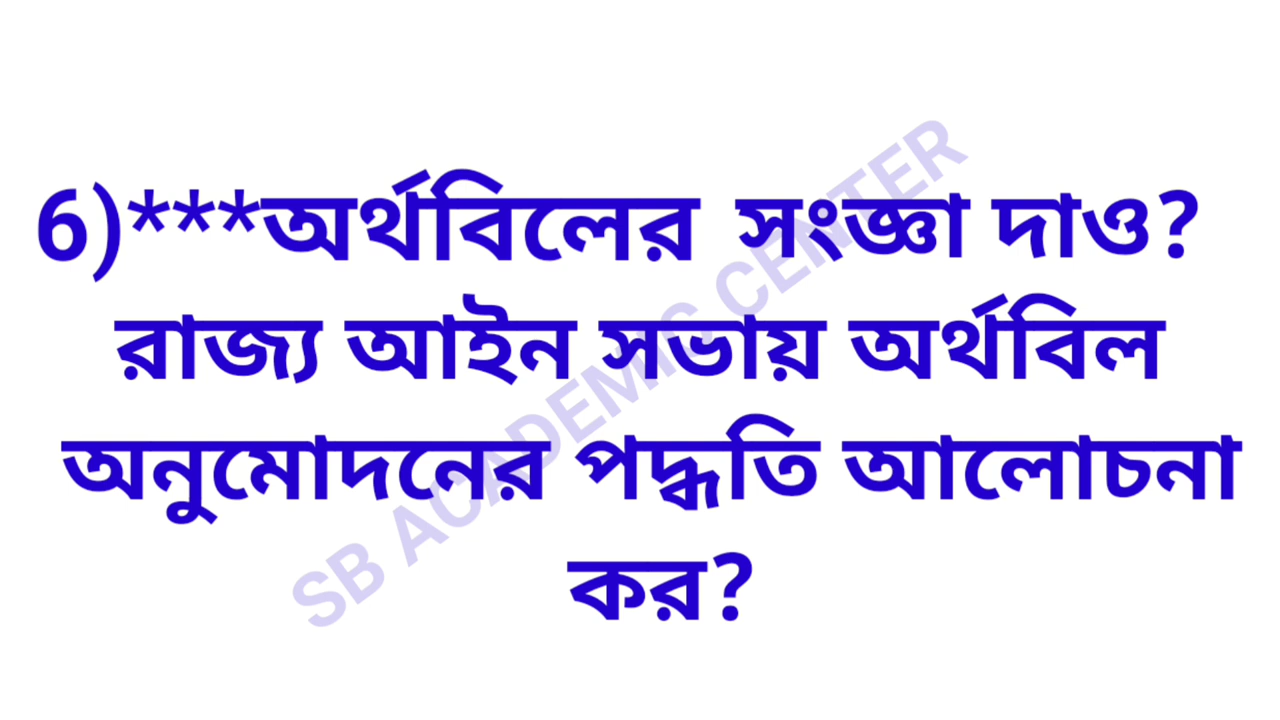 6)***অর্থবিলের সংজ্ঞা দাও?
রাজ্য আইন সভায় অর্থবিল
অনুমোদনের পদ্ধতি আলোচনা
কর?
SB ACADEMIC CENTER